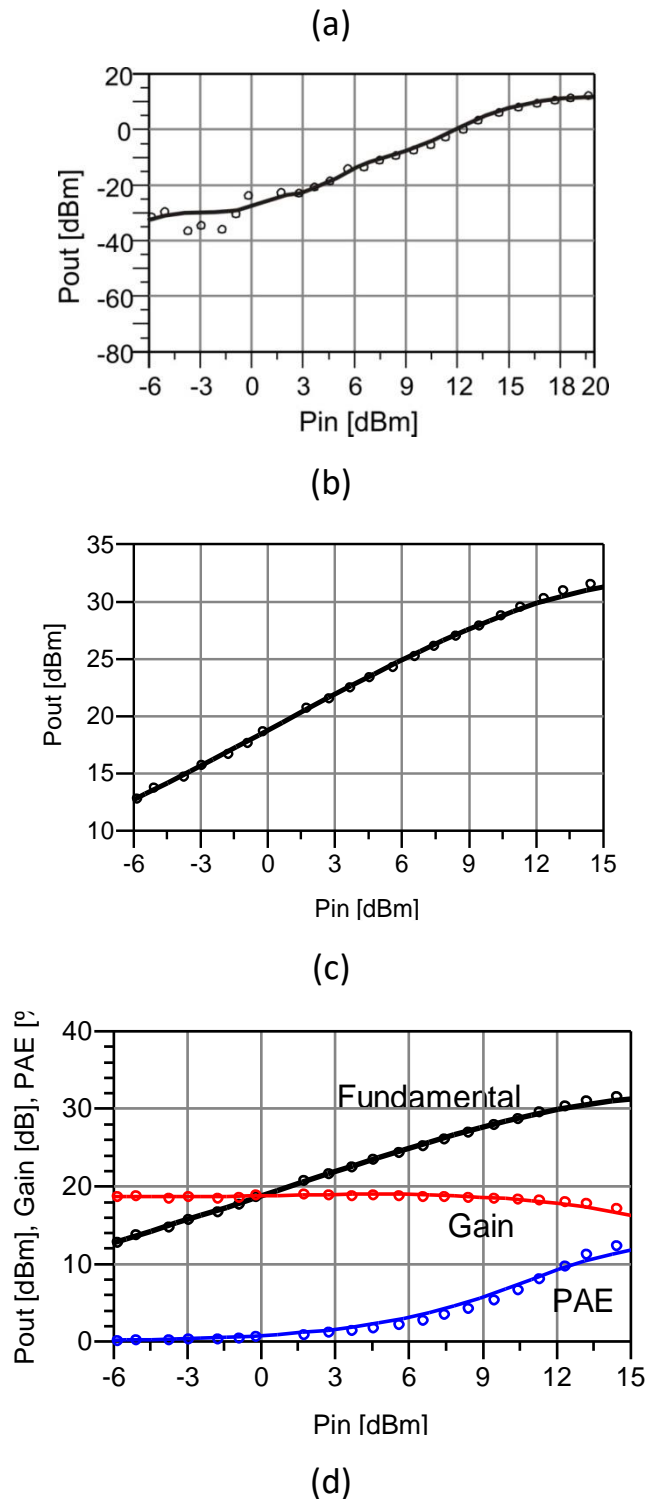 (a)
20
0
-20
-40
-60
-80
Pout [dBm]
-6 -3 0 3 6 9 12 15 18 20
Pin [dBm]
(b)
35
30
25
20
15
10
Pout [dBm]
-6 -3 0 3 6 9 12 15
Pin [dBm]
(c)
40
30
20
10
0
Pout [dBm], Gain [dB], PAE [%
Fundamental
Gain
PAE
-6 -3 0 3 6 9 12 15
Pin [dBm]
(d)